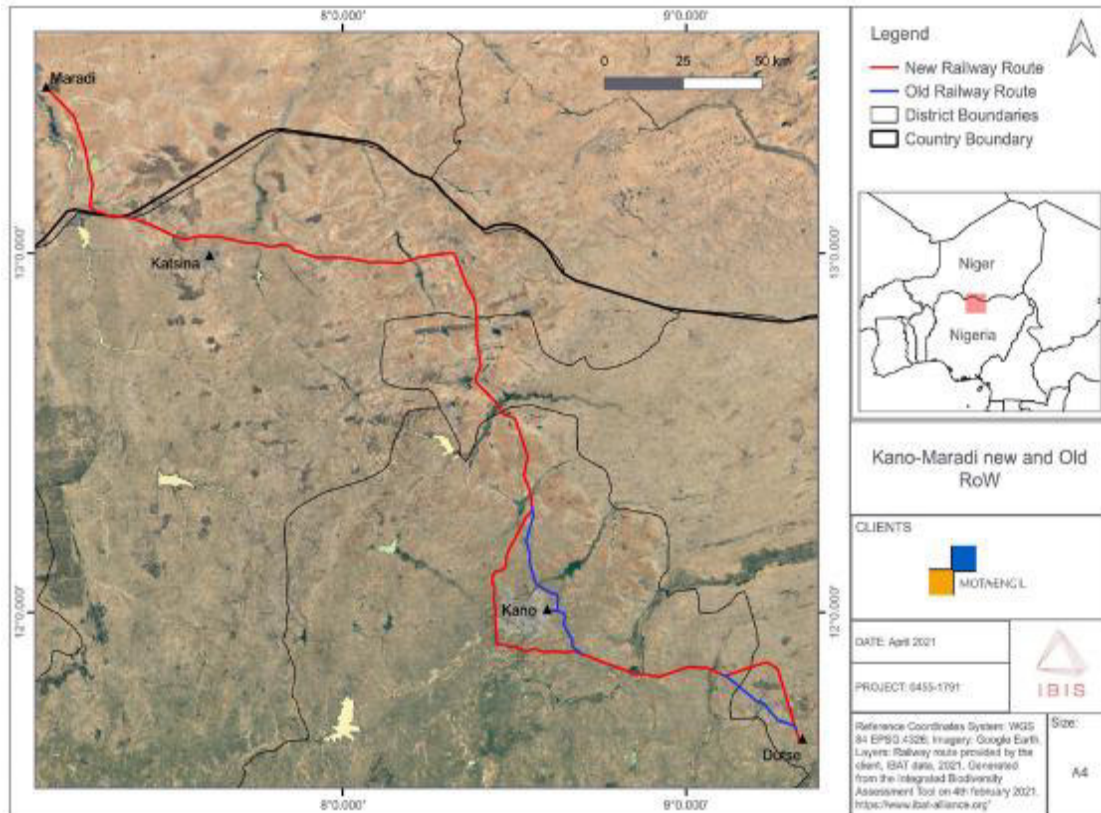 8°0.000'
9°0.000'
Maradi
0 25 50 km
13°0.000'
13°0.000'
Katsina
Kano
12°0.000'
12°0.000'
Dutse
8°0.000'
9°0.000'
Legend
New Railway Route
Old Railway Route
District Boundaries
Country Boundary
Niger
Nigeria
Kano-Maradi new and Old
RoW
CLIENTS
MOTAENGIL
DATE: April 2021
PROJECT: 0455-1791
IBIS
Reference Coordinates System: WGS
84 EPSG:4326; Imagery: Google Earth.
Layers: Railway route provided by the
client, IBAT data, 2021. Generated
from the Integrated Biodiversity
Assessment Tool on 4th february 2021.
https://www.ibat-alliance.org"
Size:
A4